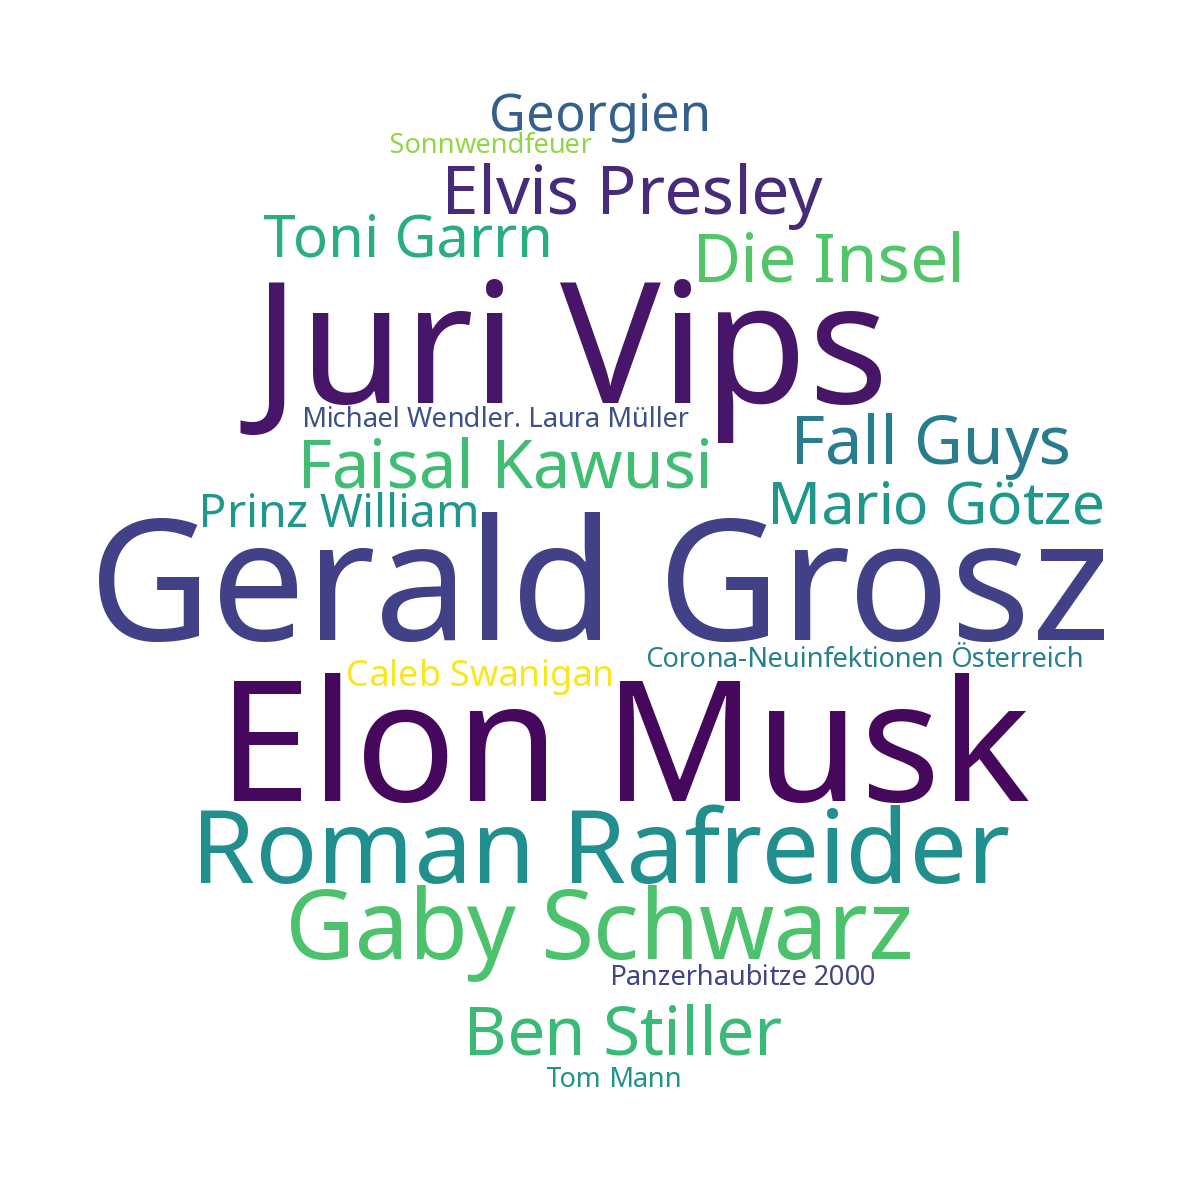 Georgien
Sonnwendfeuer
Elvis Presley
Toni Garrn
Die Insel
Juri Vips
Michael Wendler. Laura Müller
Fall Guys
Faisal Kawusi
Mario Götze
Prinz William
Gerald Grosz
Corona-Neuinfektionen Österreich
Caleb Swanigan
Elon Musk
Roman Rafreider
Gaby Schwarz
Panzerhaubitze 2000
Ben Stiller
Tom Mann